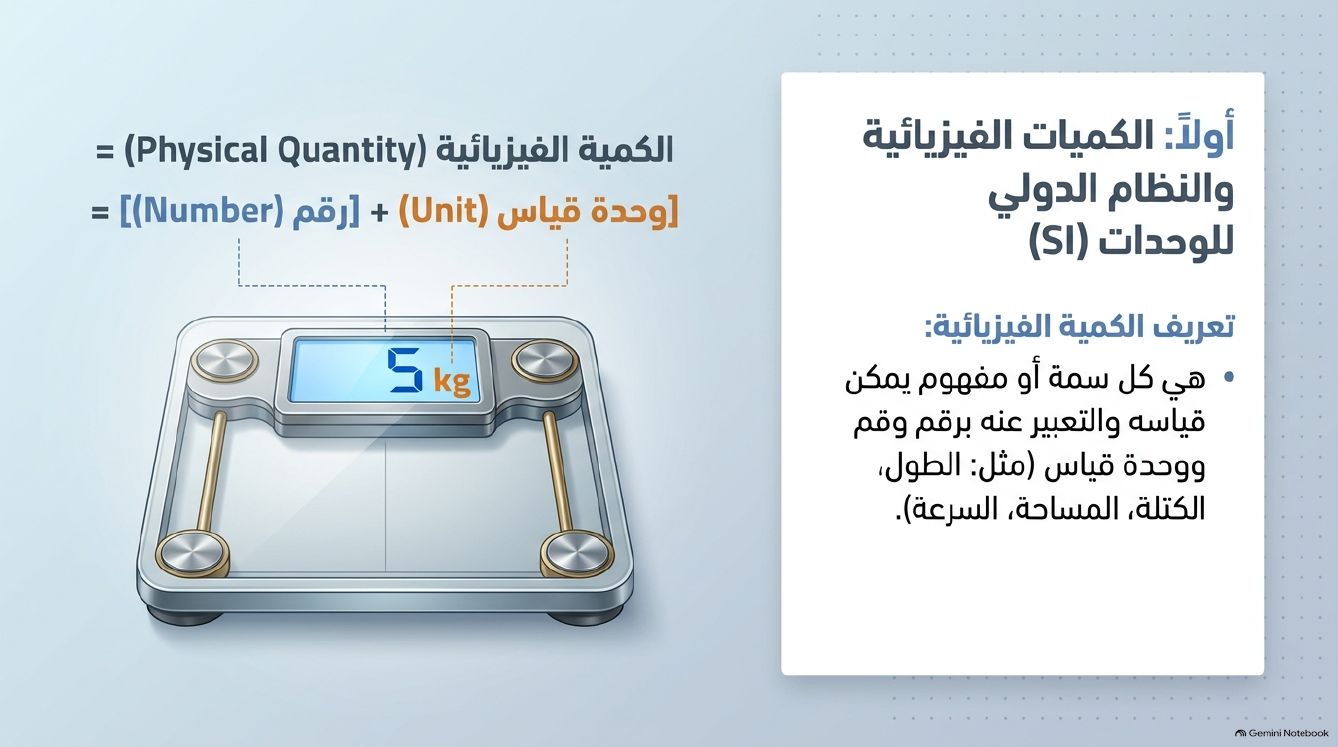 أولاً: الكميات الفيزيائية
والنظام الدولي
للوحدات (SI)
تعريف الكمية الفيزيائية:
• هي كل سمة أو مفهوم يمكن
قياسه والتعبير عنه برقم وقم
ووحدة قياس (مثل: الطول،
الكتلة، المساحة، السرعة).
الكمية الفيزيائية (Physical Quantity) =
[وحدة قياس (Unit) + [رقم (Number)] =
5 kg
Gemini Notebook